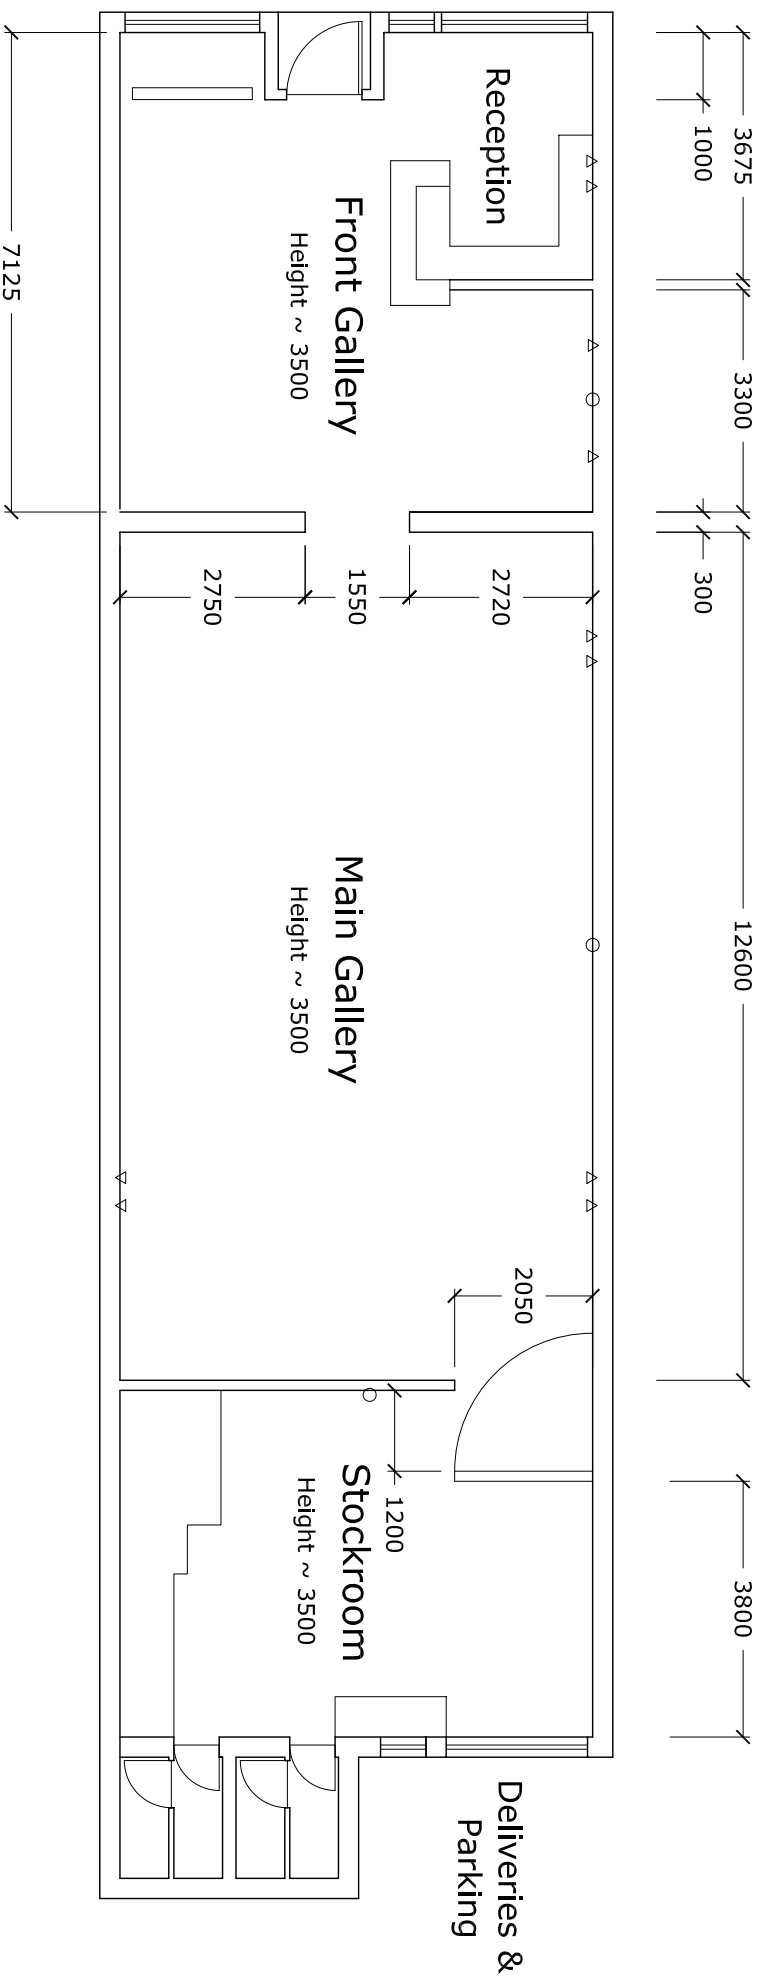 3675
3300
12600
3800
1000
300
Reception
Front Gallery
Height ~ 3500
2720
1550
2750
Main Gallery
Height ~ 3500
2050
1200
Stockroom
Height ~ 3500
Deliveries &
Parking
7125